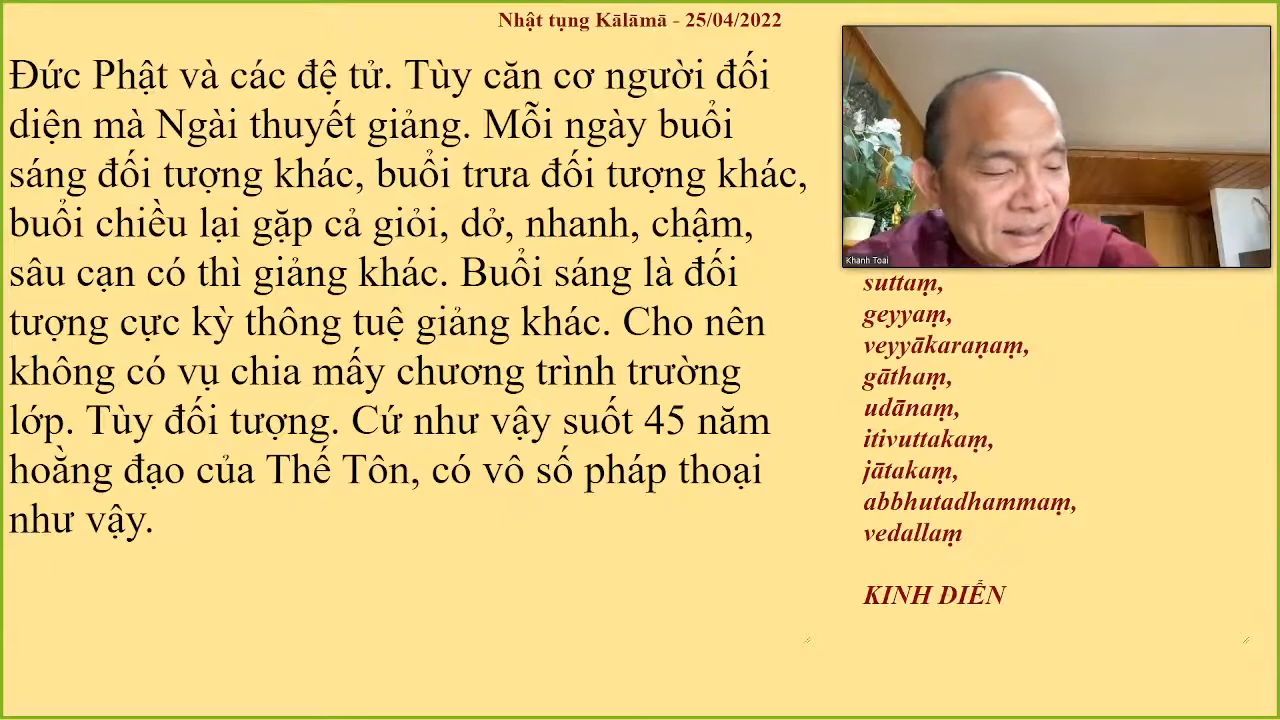 Nhật tụng Kālāmā - 25/04/2022
Đức Phật và các đệ tử. Tùy căn cơ người đối
diện mà Ngài thuyết giảng. Mỗi ngày buổi
sáng đối tượng khác, buổi trưa đối tượng khác,
buổi chiều lại gặp cả giỏi, dở, nhanh, chậm,
sâu cạn có thì giảng khác. Buổi sáng là đối
tượng cực kỳ thông tuệ giảng khác. Cho nên
không có vụ chia mấy chương trình trường
lớp. Tùy đối tượng. Cứ như vậy suốt 45 năm
hoằng đạo của Thế Tôn, có vô số pháp thoại
như vậy.
Khanh Toai
suttaṃ,
geyyaṃ,
veyyākaraṇaṃ,
gāthaṃ,
udānaṃ,
itivuttakaṃ,
jātakaṃ,
abbhutadhammaṃ,
vedallaṃ
KINH DIỄN